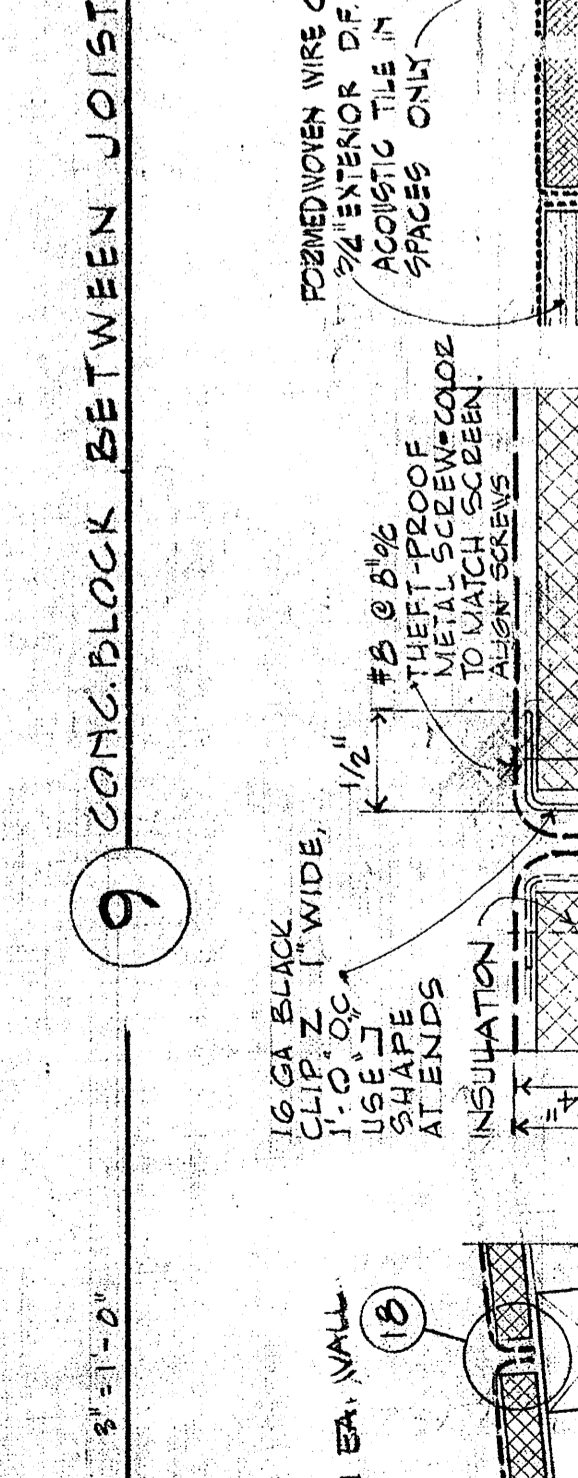 9
CONC. BLOCK BETWEEN JOIST
3" = 1'-0"
FORMED WOVEN WIRE
3/4" EXTERIOR D.F.
ACOUSTIC TILE IN
SPACES ONLY
#8 @ 8" o/c
THEFT-PROOF
METAL SCREW-COLOR
TO MATCH SCREEN.
ALIGN SCREWS
1/2"
16 GA BLACK
CLIP Z 1" WIDE,
1'-0" O.C.
USE
SHAPE
AT ENDS
INSULATION
EA. WALL
18